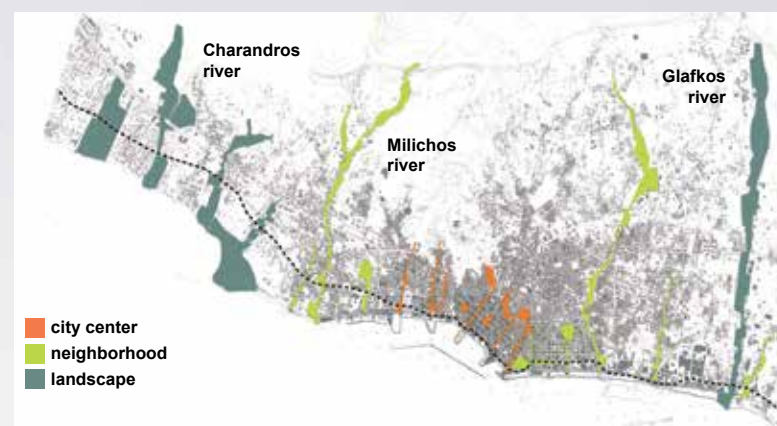 Charandros
river
Milichos
river
Glafkos
river
city center
neighborhood
landscape